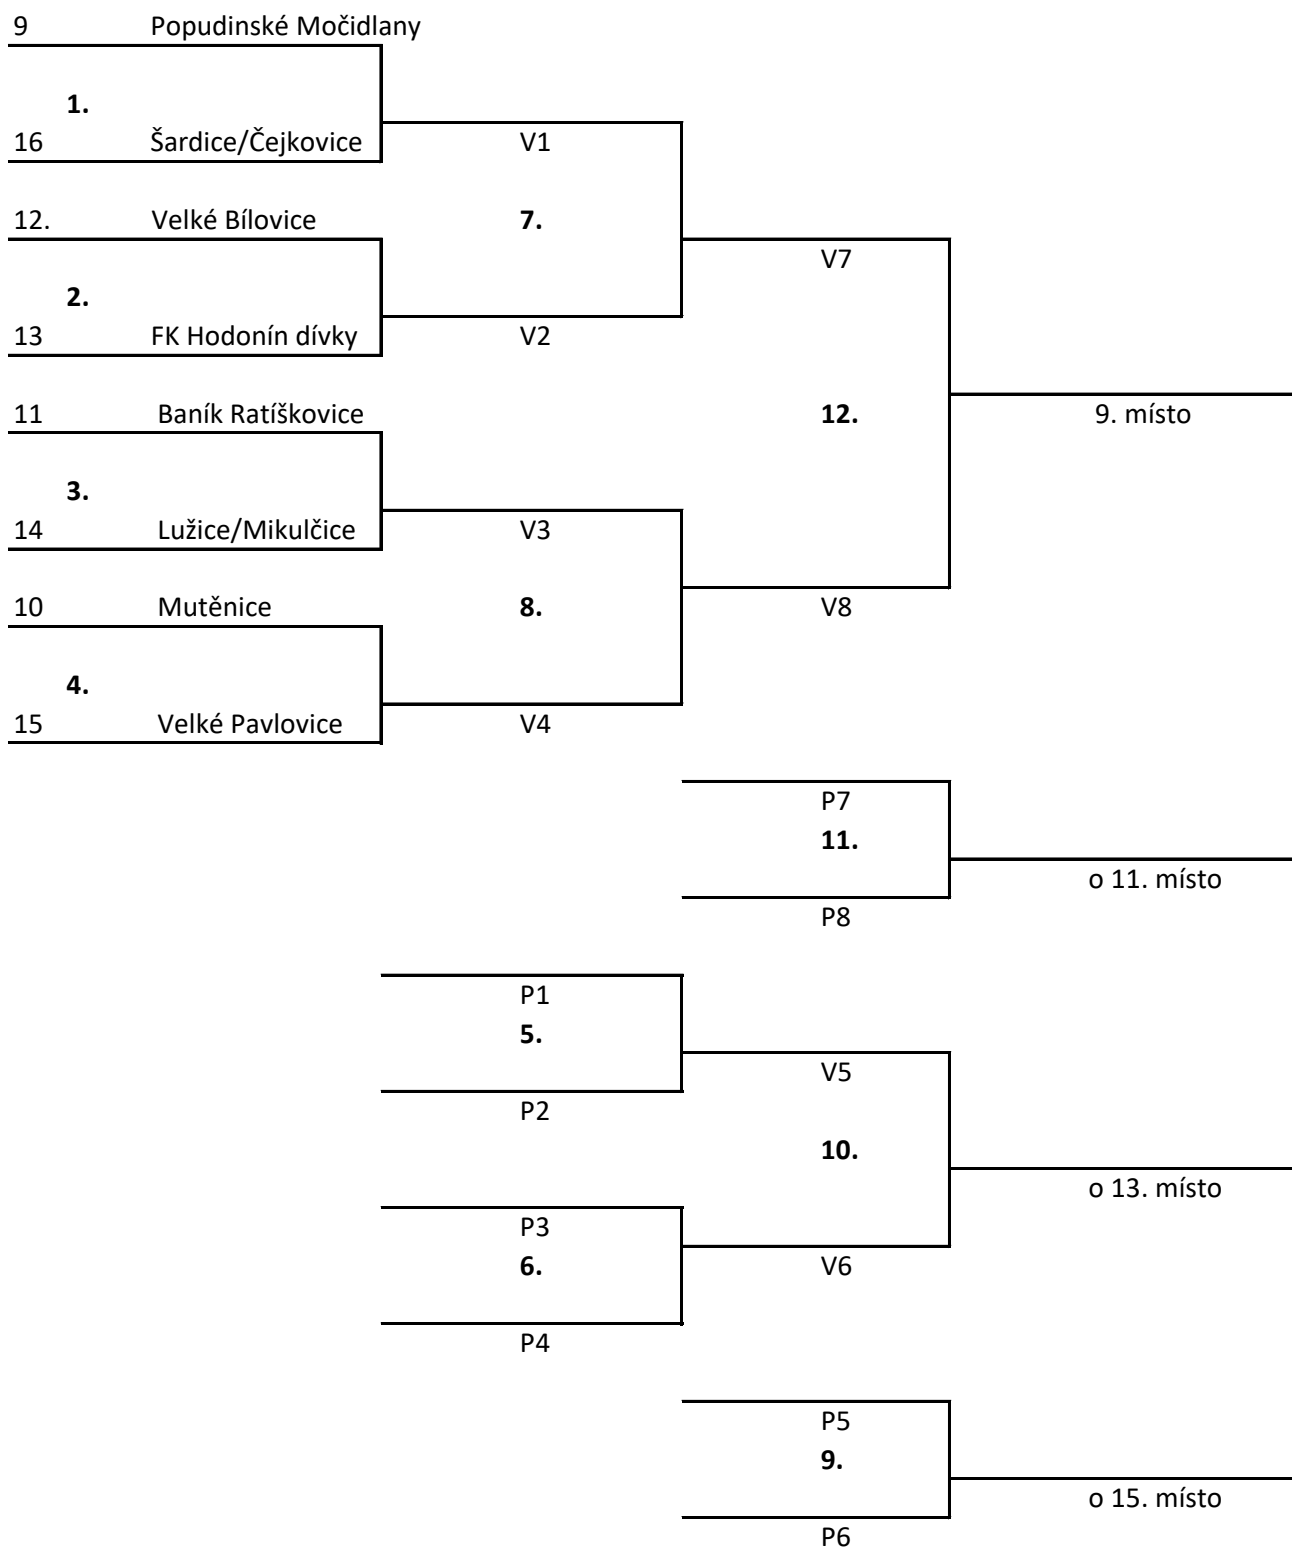 9 Popudinské Močidlany
1.
16 Šardice/Čejkovice V1
12. Velké Bílovice 7.
V7
2.
13 FK Hodonín dívky V2
11 Baník Ratíškovice 12. 9. místo
3.
14 Lužice/Mikulčice V3
10 Mutěnice 8. V8
4.
15 Velké Pavlovice V4
P7
11.
o 11. místo
P8
P1
5.
V5
P2
10.
o 13. místo
P3
6. V6
P4
P5
9.
o 15. místo
P6